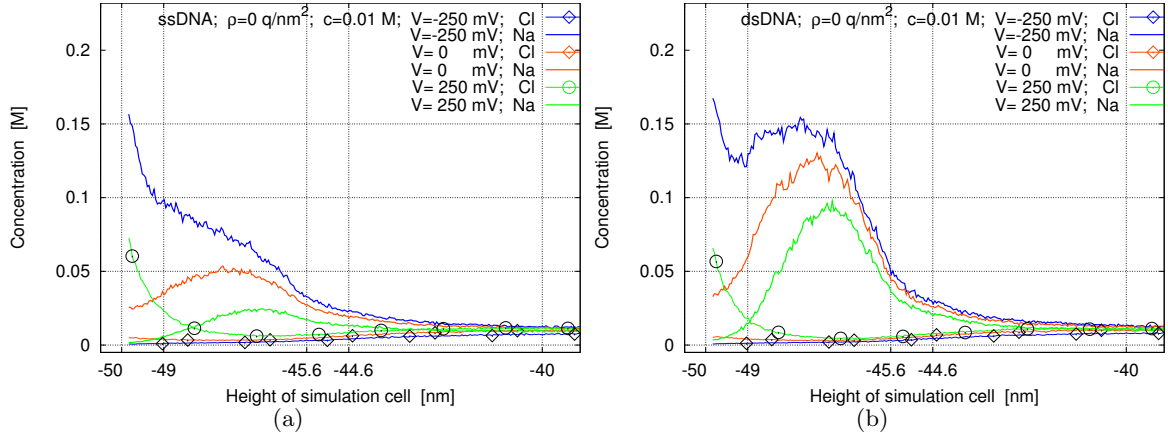 ssDNA; ρ=0 q/nm²; c=0.01 M
V=-250 mV; Cl
V=-250 mV; Na
V= 0 mV; Cl
V= 0 mV; Na
V= 250 mV; Cl
V= 250 mV; Na
0.2
0.15
0.1
0.05
0
Concentration [M]
-50 -49 -45.6 -44.6 -40
Height of simulation cell [nm]
(a)
dsDNA; ρ=0 q/nm²; c=0.01 M
V=-250 mV; Cl
V=-250 mV; Na
V= 0 mV; Cl
V= 0 mV; Na
V= 250 mV; Cl
V= 250 mV; Na
0.2
0.15
0.1
0.05
0
Concentration [M]
-50 -49 -45.6 -44.6 -40
Height of simulation cell [nm]
(b)